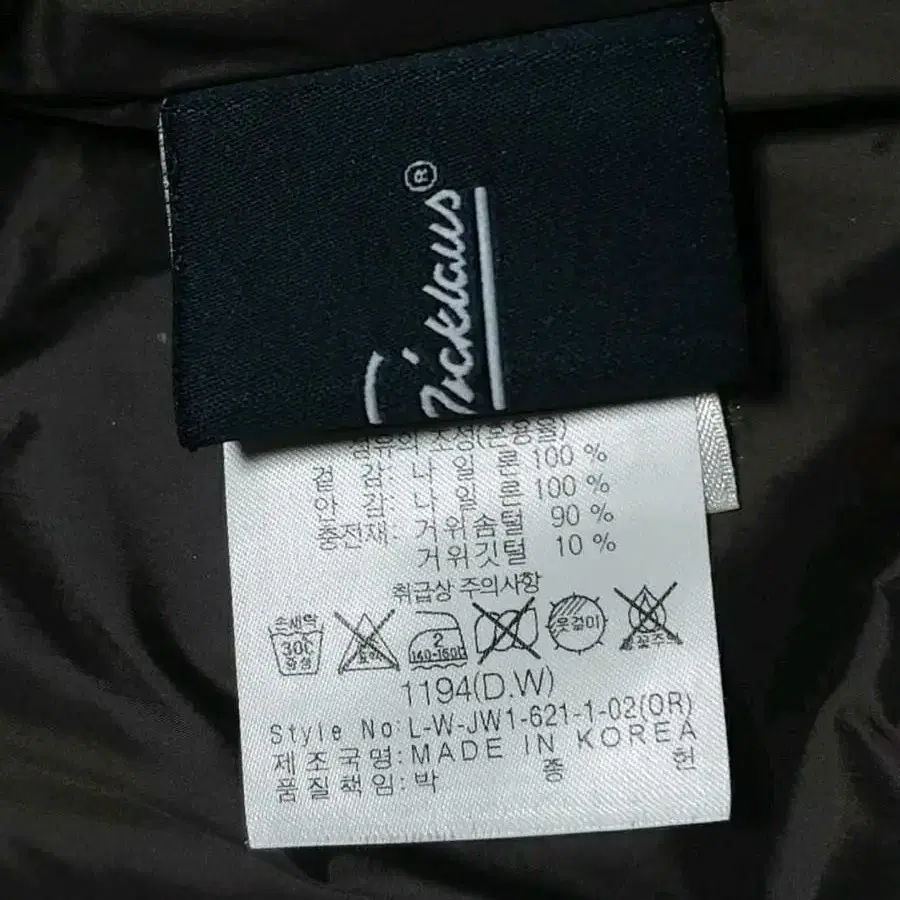 Nicklaus®
섬유의 조성(혼용율)
겉 감: 나 일 론 100 %
안 감: 나 일 론 100 %
충전재: 거위솜털 90 %
거위깃털 10 %
취급상 주의사항
손세탁
30℃
중성
2
140-160℃
옷걸이
1194(D.W)
Style No: L-W-JW1-621-1-02(OR)
제조국명: MADE IN KOREA
품질책임: 박 종 현